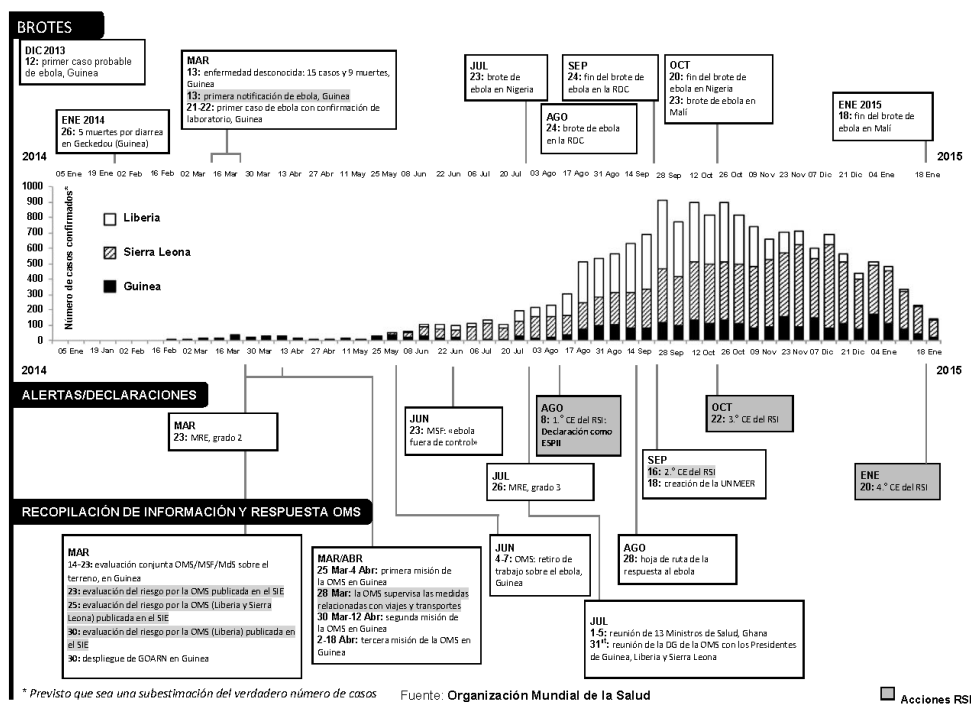 BROTES
DIC 2013
12: primer caso probable
de ebola, Guinea
ENE 2014
26: 5 muertes por diarrea
en Geckedou (Guinea)
MAR
13: enfermedad desconocida: 15 casos y 9 muertes,
Guinea
13: primera notificación de ebola, Guinea
21-22: primer caso de ebola con confirmación de
laboratorio, Guinea
JUL
23: brote de
ebola en Nigeria
SEP
24: fin del brote de
ebola en la RDC
AGO
24: brote de ebola
en la RDC
OCT
20: fin del brote de
ebola en Nigeria
23: brote de ebola en
Malí
ENE 2015
18: fin del brote de
ebola en Malí
2014 2015
05 Ene 19 Ene 02 Feb 16 Feb 02 Mar 16 Mar 30 Mar 13 Abr 27 Abr 11 May 25 May 08 Jun 22 Jun 06 Jul 20 Jul 03 Ago 17 Ago 31 Ago 14 Sep 28 Sep 12 Oct 26 Oct 09 Nov 23 Nov 07 Dic 21 Dic 04 Ene 18 Ene
Número de casos confirmados*
1000
900
800
700
600
500
400
300
200
100
0
Liberia
Sierra Leona
Guinea
05 Ene 19 Jan 02 Feb 16 Feb 02 Mar 16 Mar 30 Mar 13 Abr 27 Abr 11 May 25 May 08 Jun 22 Jun 06 Jul 20 Jul 03 Ago 17 Ago 31 Ago 14 Sep 28 Sep 12 Oct 26 Oct 09 Nov 23 Nov 07 Dic 21 Dic 04 Ene 18 Ene
2014 2015
ALERTAS/DECLARACIONES
MAR
23: MRE, grado 2
JUN
23: MSF: «ebola
fuera de control»
AGO
8: 1.º CE del RSI:
Declaración como
ESPII
OCT
22: 3.º CE del RSI
JUL
26: MRE, grado 3
SEP
16: 2.º CE del RSI
18: creación de la UNMEER
ENE
20: 4.º CE del RSI
RECOPILACIÓN DE INFORMACIÓN Y RESPUESTA OMS
MAR
14-23: evaluación conjunta OMS/MSF/MdS sobre el
terreno, en Guinea
23: evaluación del riesgo por la OMS publicada en el SIE
25: evaluación del riesgo por la OMS (Liberia y Sierra
Leona) publicada en el SIE
30: evaluación del riesgo por la OMS (Liberia) publicada en
el SIE
30: despliegue de GOARN en Guinea
MAR/ABR
25 Mar-4 Abr: primera misión de
la OMS en Guinea
28 Mar: la OMS supervisa las medidas
relacionadas con viajes y transportes
30 Mar-12 Abr: segunda misión de
la OMS en Guinea
2-18 Abr: tercera misión de la OMS en
Guinea
JUN
4-7: OMS: retiro de
trabajo sobre el ebola,
Guinea
AGO
28: hoja de ruta de la
respuesta al ebola
JUL
1-5: reunión de 13 Ministros de Salud, Ghana
31st: reunión de la DG de la OMS con los Presidentes
de Guinea, Liberia y Sierra Leona
* Previsto que sea una subestimación del verdadero número de casos
Fuente: Organización Mundial de la Salud
Acciones RSI